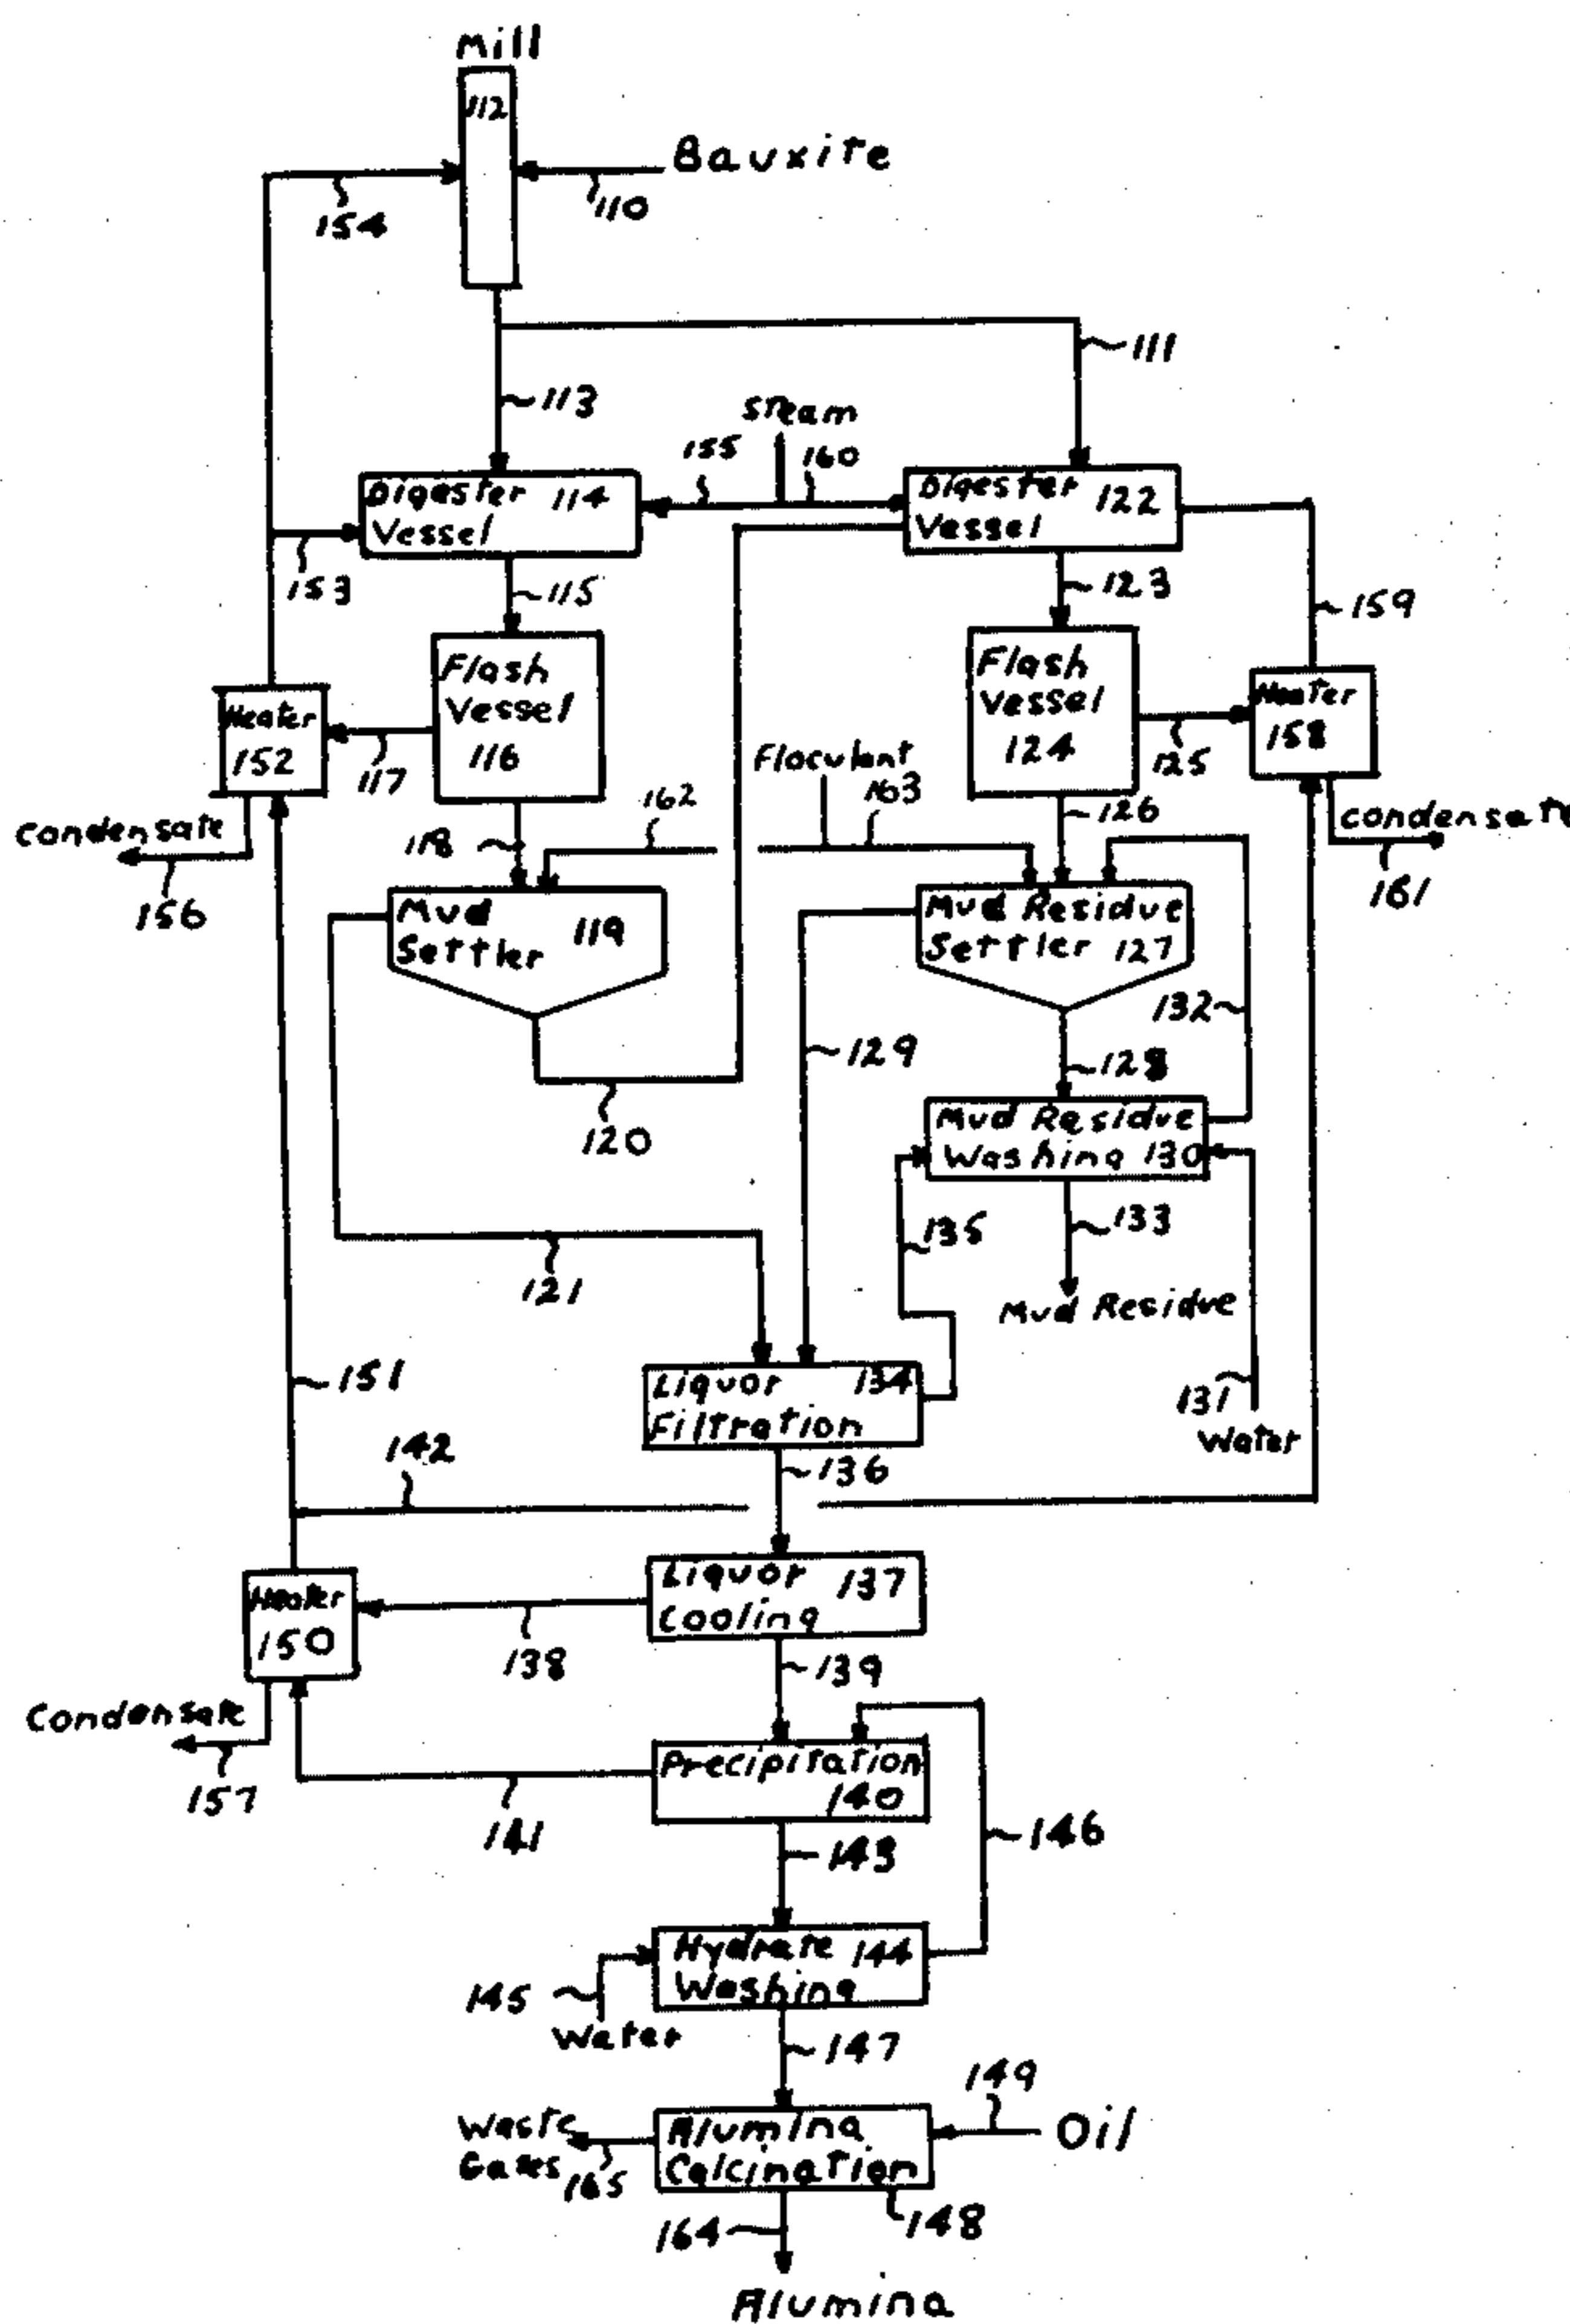 Mill
112
Bauxite
110
154
111
113
Steam
155
160
Digester 114
Vessel
Digester 122
Vessel
153
115
123
159
Flash
Vessel
116
Flash
Vessel
124
Heater
152
Heater
158
117
125
Floculant
163
162
126
118
Condensate
156
Condensate
161
Mud
Settler 119
Mud Residue
Settler 127
132
129
128
120
Mud Residue
Washing 130
135
133
121
Mud Residue
131
Water
151
Liquor 134
Filtration
142
136
Liquor 137
Cooling
Heater
150
138
139
Condensate
157
Precipitation
140
141
143
146
Hydrate 144
Washing
145
Water
147
149
Oil
Waste
Gases
165
Alumina
Calcination
148
164
Alumina